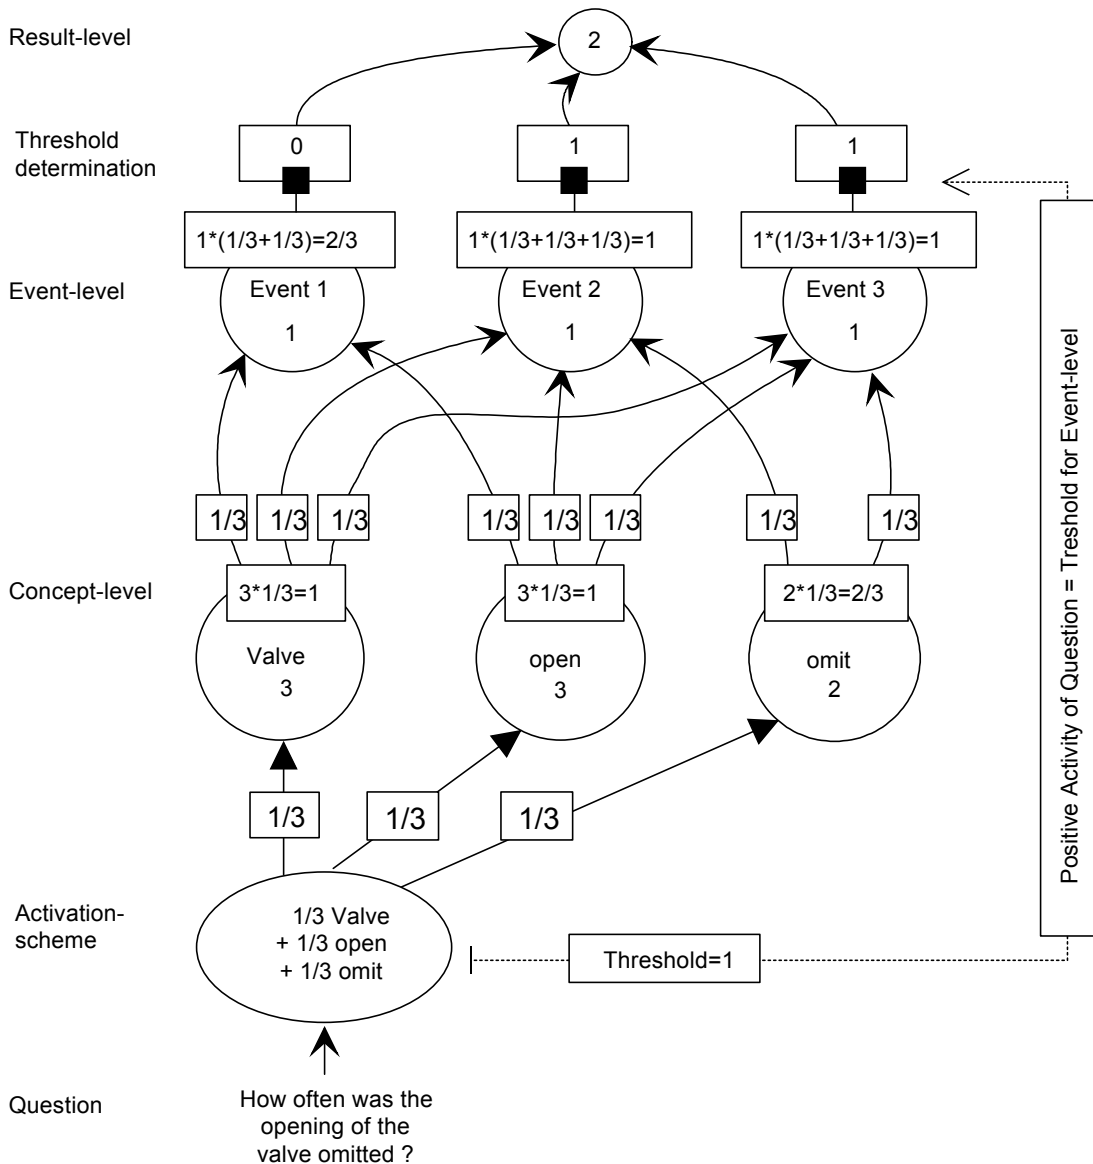 Result-level
2
Threshold
determination
0
1
1
1*(1/3+1/3)=2/3
1*(1/3+1/3+1/3)=1
1*(1/3+1/3+1/3)=1
Event-level
Event 1
1
Event 2
1
Event 3
1
1/3
1/3
1/3
1/3
1/3
1/3
1/3
1/3
Concept-level
3*1/3=1
3*1/3=1
2*1/3=2/3
Valve
3
open
3
omit
2
1/3
1/3
1/3
Activation-
scheme
1/3 Valve
+ 1/3 open
+ 1/3 omit
Threshold=1
Positive Activity of Question = Treshold for Event-level
Question
How often was the
opening of the
valve omitted ?